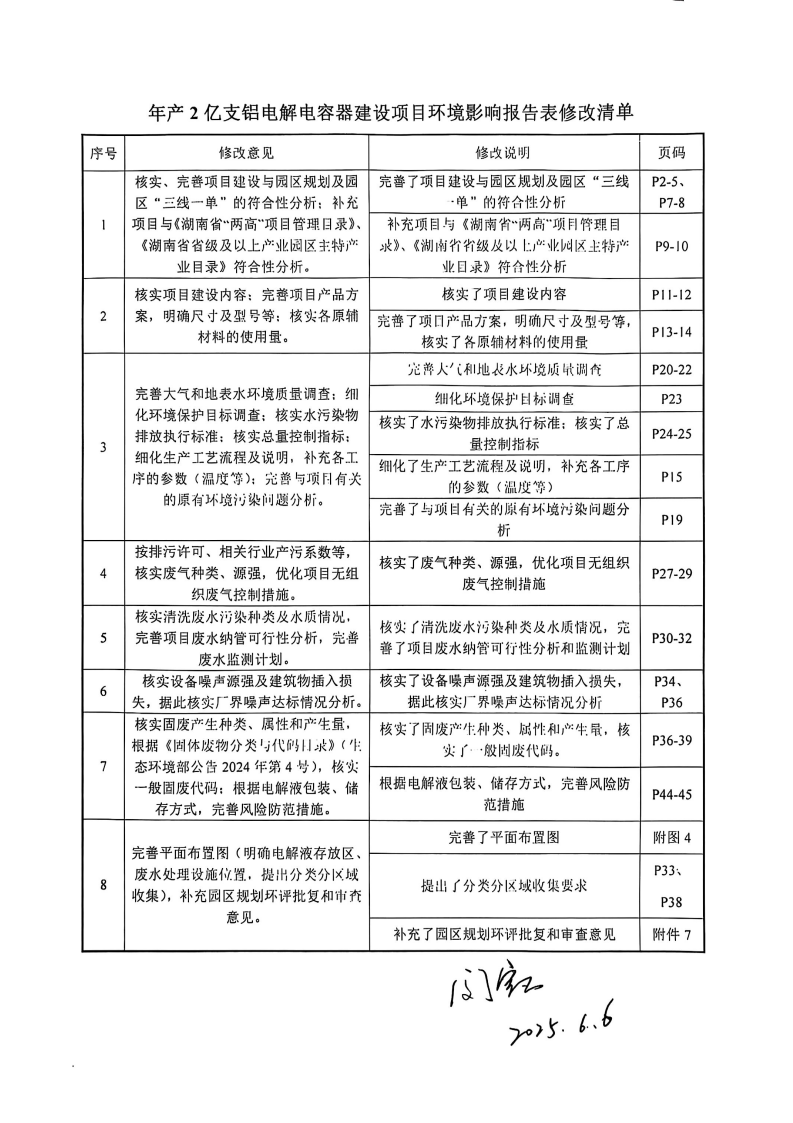 年产 2 亿支铝电解电容器建设项目环境影响报告表修改清单
序号 修改意见 修改说明 页码
1
核实、完善项目建设与园区规划及园
区“三线一单”的符合性分析；补充
项目与《湖南省“两高”项目管理目录》、
《湖南省省级及以上产业园区主特产
业目录》符合性分析。
完善了项目建设与园区规划及园区“三线
一单”的符合性分析
P2-5、
P7-8
补充项目与《湖南省“两高”项目管理目
录》、《湖南省省级及以上产业园区主特产
业目录》符合性分析
P9-10
2
核实项目建设内容；完善项目产品方
案，明确尺寸及型号等；核实各原辅
材料的使用量。
核实了项目建设内容
P11-12
完善了项目产品方案，明确尺寸及型号等，
核实了各原辅材料的使用量
P13-14
3
完善大气和地表水环境质量调查；细
化环境保护目标调查；核实水污染物
排放执行标准；核实总量控制指标；
细化生产工艺流程及说明，补充各工
序的参数（温度等）；完善与项目有关
的原有环境污染问题分析。
完善大气和地表水环境质量调查
P20-22
细化环境保护目标调查
P23
核实了水污染物排放执行标准；核实了总
量控制指标
P24-25
细化了生产工艺流程及说明，补充各工序
的参数（温度等）
P15
完善了与项目有关的原有环境污染问题分
析
P19
4
按排污许可、相关行业产污系数等，
核实废气种类、源强，优化项目无组
织废气控制措施。
核实了废气种类、源强，优化项目无组织
废气控制措施
P27-29
5
核实清洗废水污染种类及水质情况，
完善项目废水纳管可行性分析，完善
废水监测计划。
核实了清洗废水污染种类及水质情况，完
善了项目废水纳管可行性分析和监测计划
P30-32
6
核实设备噪声源强及建筑物插入损
失，据此核实厂界噪声达标情况分析。
核实了设备噪声源强及建筑物插入损失，
据此核实厂界噪声达标情况分析
P34、
P36
7
核实固废产生种类、属性和产生量，
根据《固体废物分类与代码目录》（生
态环境部公告 2024 年第 4 号），核实
一般固废代码；根据电解液包装、储
存方式，完善风险防范措施。
核实了固废产生种类、属性和产生量，核
实了一般固废代码。
P36-39
根据电解液包装、储存方式，完善风险防
范措施
P44-45
8
完善平面布置图（明确电解液存放区、
废水处理设施位置，提出分类分区域
收集），补充园区规划环评批复和审查
意见。
完善了平面布置图
附图 4
提出了分类分区域收集要求
P33、
P38
补充了园区规划环评批复和审查意见
附件 7
2025.6.6